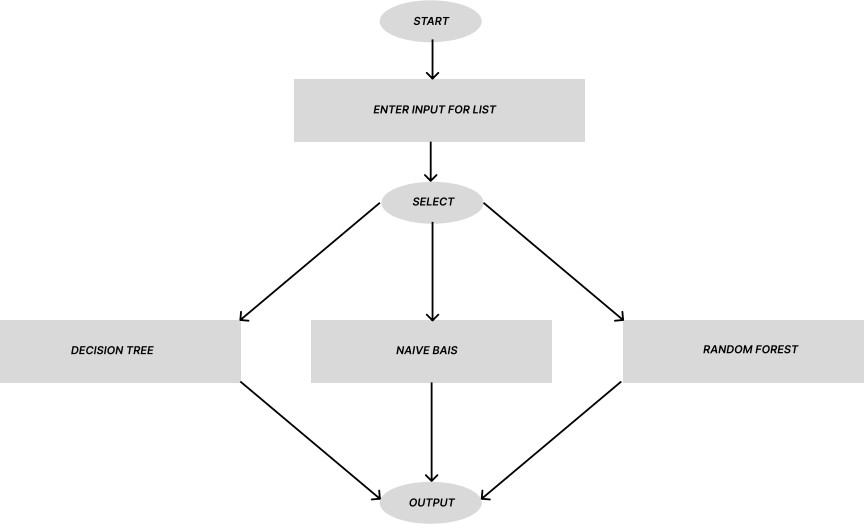 START
ENTER INPUT FOR LIST
SELECT
DECISION TREE
NAIVE BAIS
RANDOM FOREST
OUTPUT